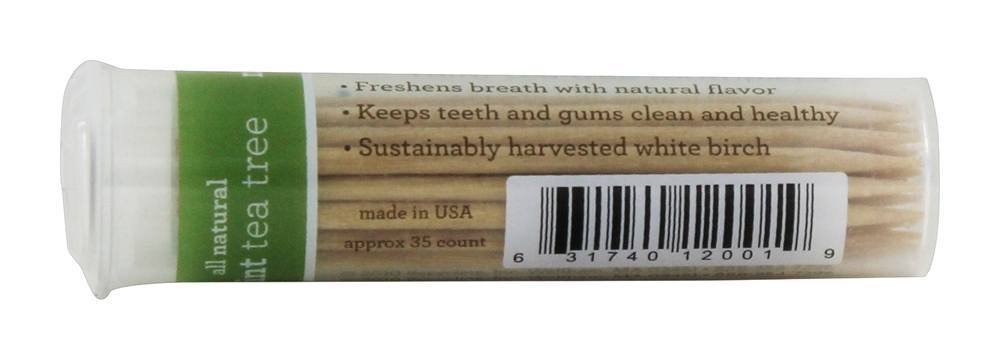 • Freshens breath with natural flavor
• Keeps teeth and gums clean and healthy
• Sustainably harvested white birch
made in USA
approx 35 count
6 31740 12001 9
all natural
int tea tree